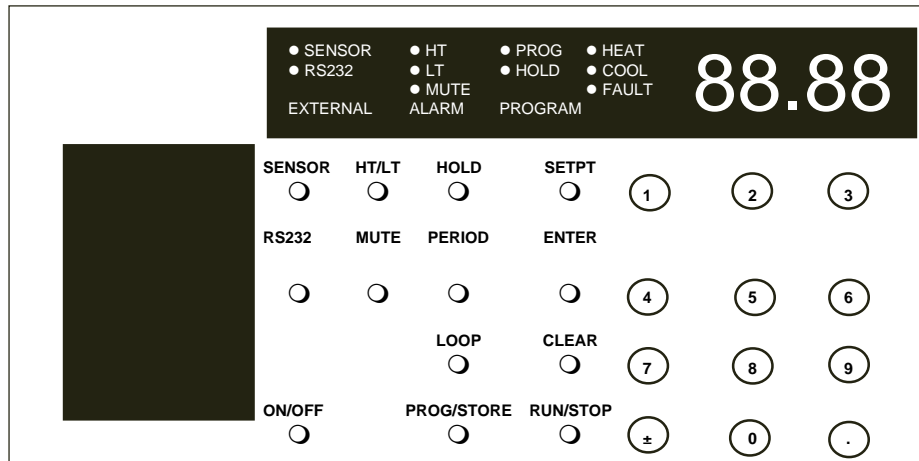 ● SENSOR ● HT ● PROG ● HEAT
● RS232 ● LT ● HOLD ● COOL
● MUTE ● FAULT
EXTERNAL ALARM PROGRAM
88.88
SENSOR HT/LT HOLD SETPT
1 2 3
RS232 MUTE PERIOD ENTER
4 5 6
LOOP CLEAR
7 8 9
ON/OFF PROG/STORE RUN/STOP
± 0 .